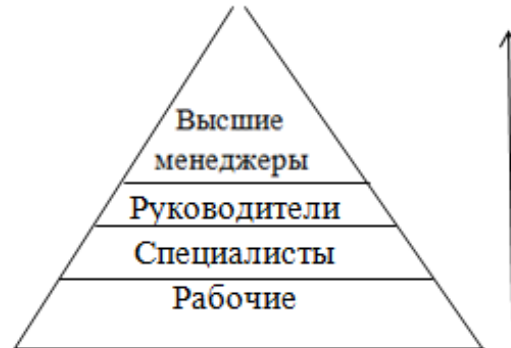 Высшие
менеджеры
Руководители
Специалисты
Рабочие